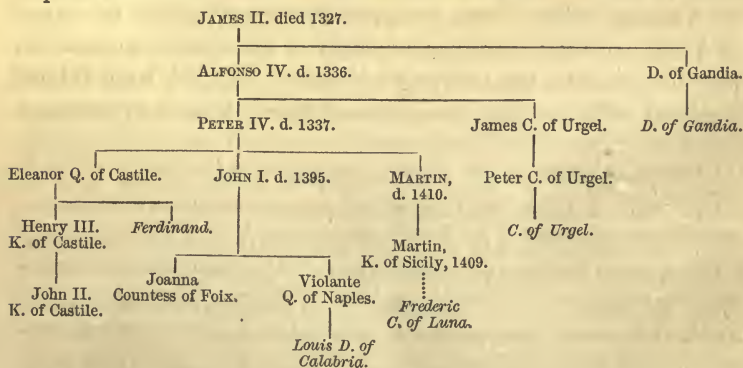 JAMES II. died 1327.
ALFONSO IV. d. 1336.
D. of Gandia.
PETER IV. d. 1337.
James C. of Urgel.
D. of Gandia.
Eleanor Q. of Castile.
JOHN I. d. 1395.
MARTIN,
d. 1410.
Peter C. of Urgel.
Henry III.
K. of Castile.
Ferdinand.
Martin,
K. of Sicily, 1409.
C. of Urgel.
John II.
K. of Castile.
Joanna
Countess of Foix.
Violante
Q. of Naples.
Frederic
C. of Luna.
Louis D. of
Calabria.